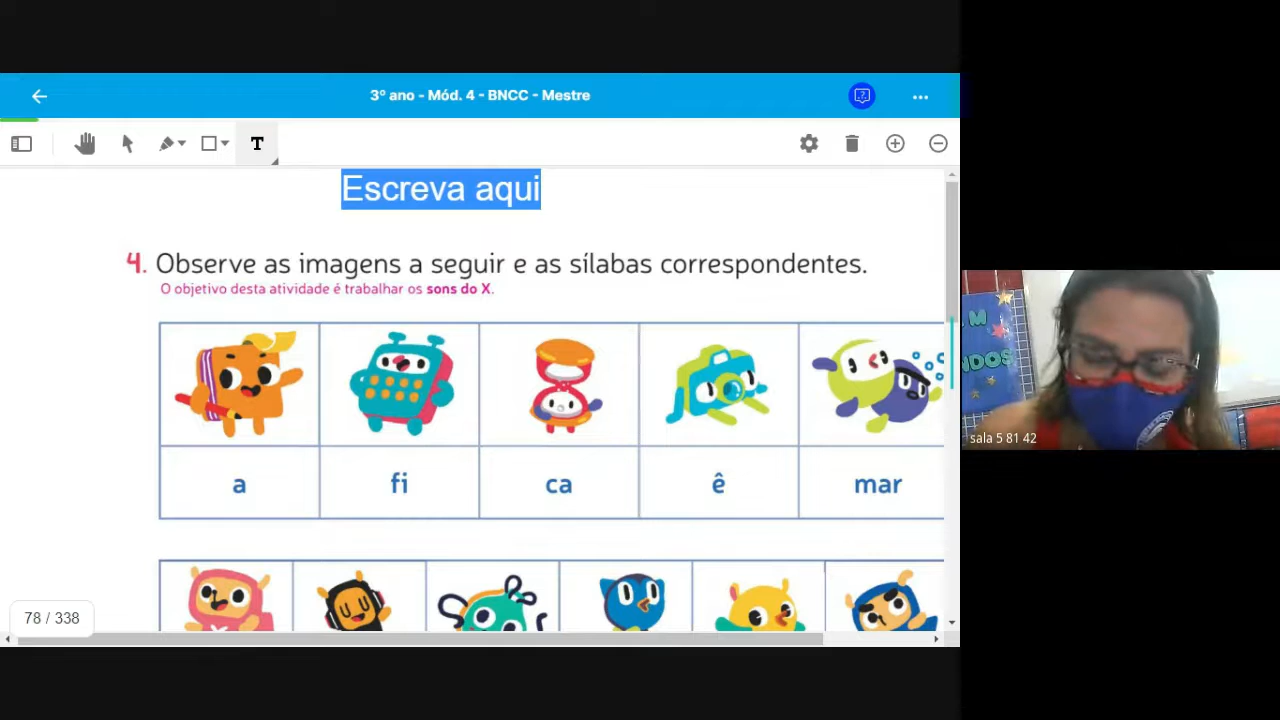 3º ano - Mód. 4 - BNCC - Mestre
T
Escreva aqui
4. Observe as imagens a seguir e as sílabas correspondentes.
O objetivo desta atividade é trabalhar os sons do X.
a fi ca ê mar
78 / 338
M
NDOS
sala 5 81 42